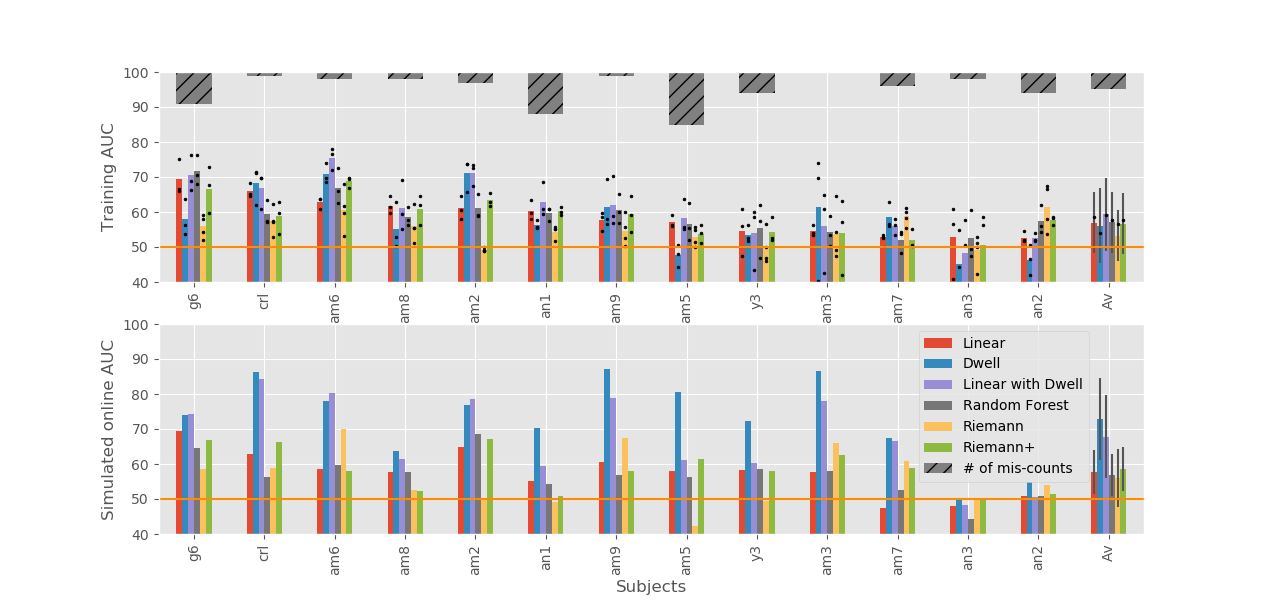 Training AUC
100
90
80
70
60
50
40
g6
crl
am6
am8
am2
an1
am9
am5
y3
am3
am7
an3
an2
Av
Simulated online AUC
100
90
80
70
60
50
40
Linear
Dwell
Linear with Dwell
Random Forest
Riemann
Riemann+
# of mis-counts
g6
crl
am6
am8
am2
an1
am9
am5
y3
am3
am7
an3
an2
Av
Subjects